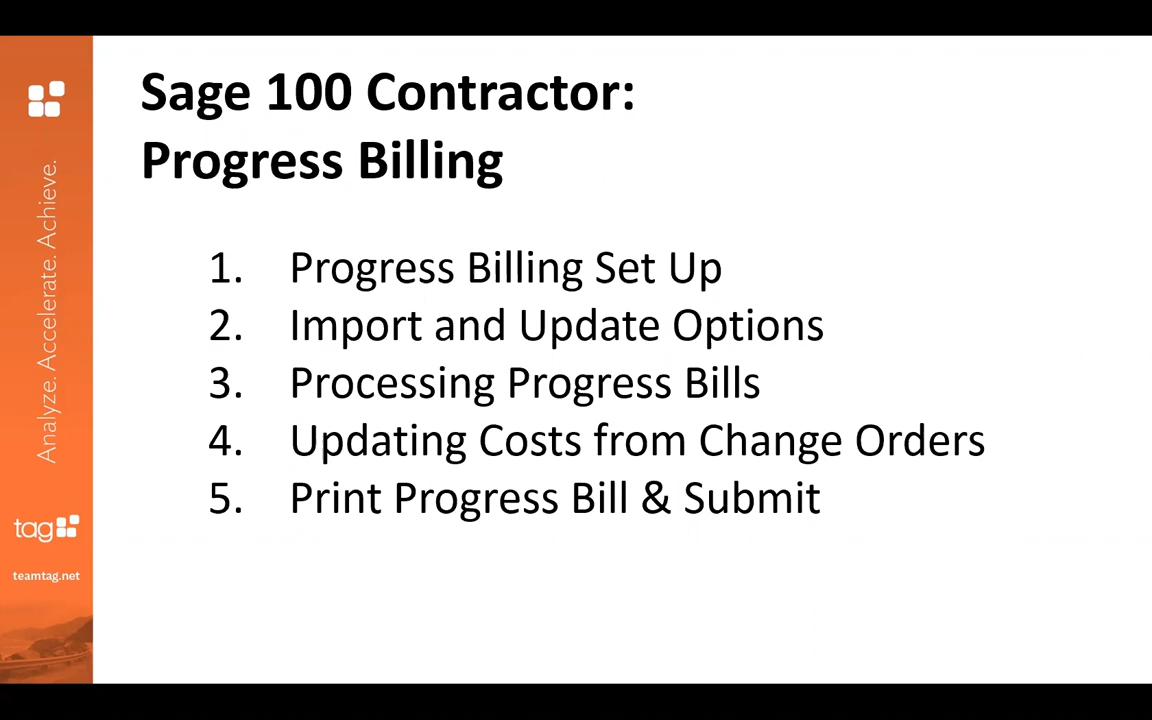 Sage 100 Contractor:
Progress Billing
1. Progress Billing Set Up
2. Import and Update Options
3. Processing Progress Bills
4. Updating Costs from Change Orders
5. Print Progress Bill & Submit
Analyze. Accelerate. Achieve.
tag
teamtag.net